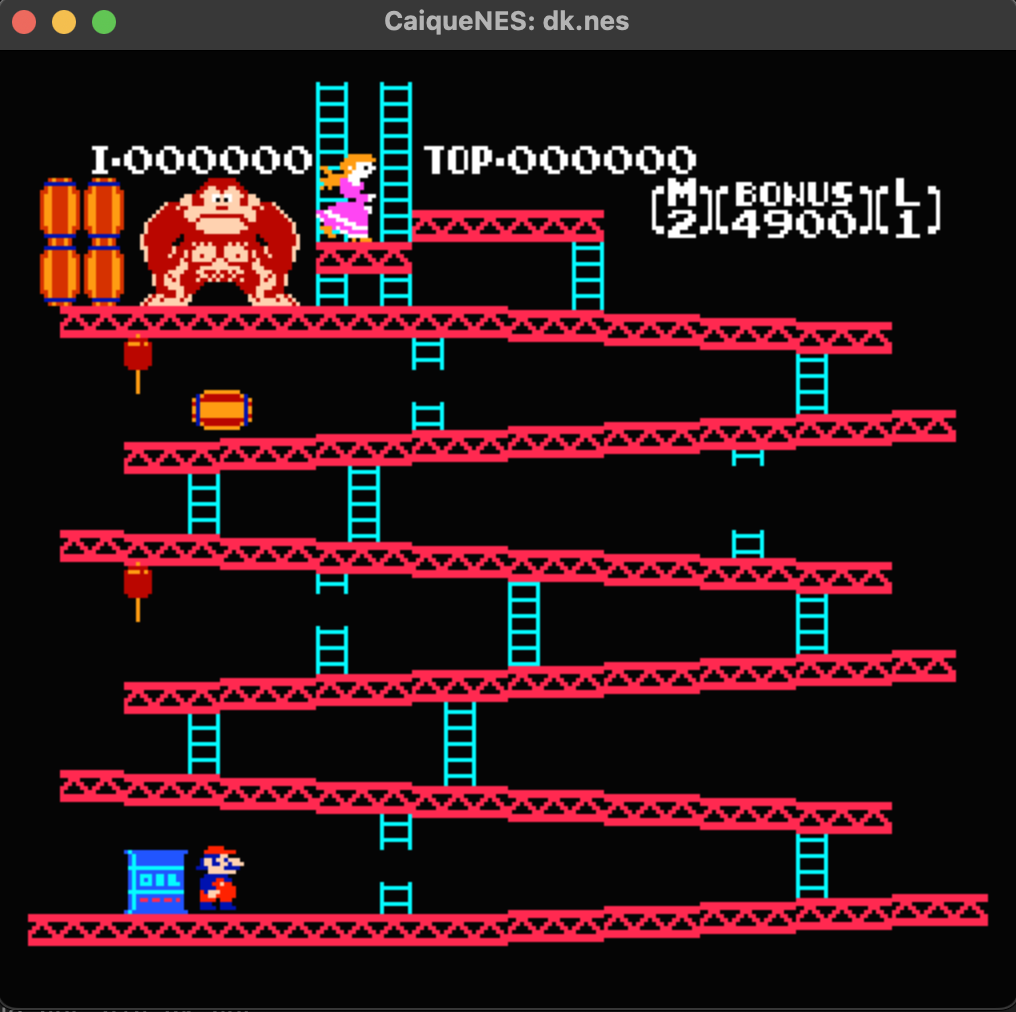 CaiqueNES: dk.nes
I-000000 TOP-000000
[M][BONUS][L]
[2][4900][1]
OIL